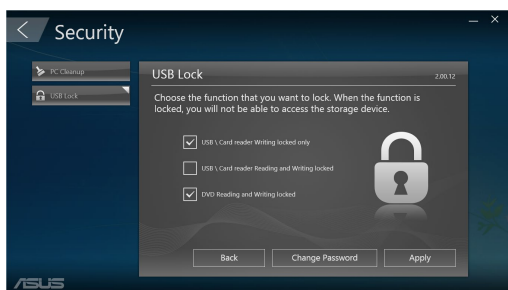 Security
PC Cleanup
USB Lock
USB Lock
2.00.12
Choose the function that you want to lock. When the function is
locked, you will not be able to access the storage device.
USB \ Card reader Writing locked only
USB \ Card reader Reading and Writing locked
DVD Reading and Writing locked
Back
Change Password
Apply
ASUS